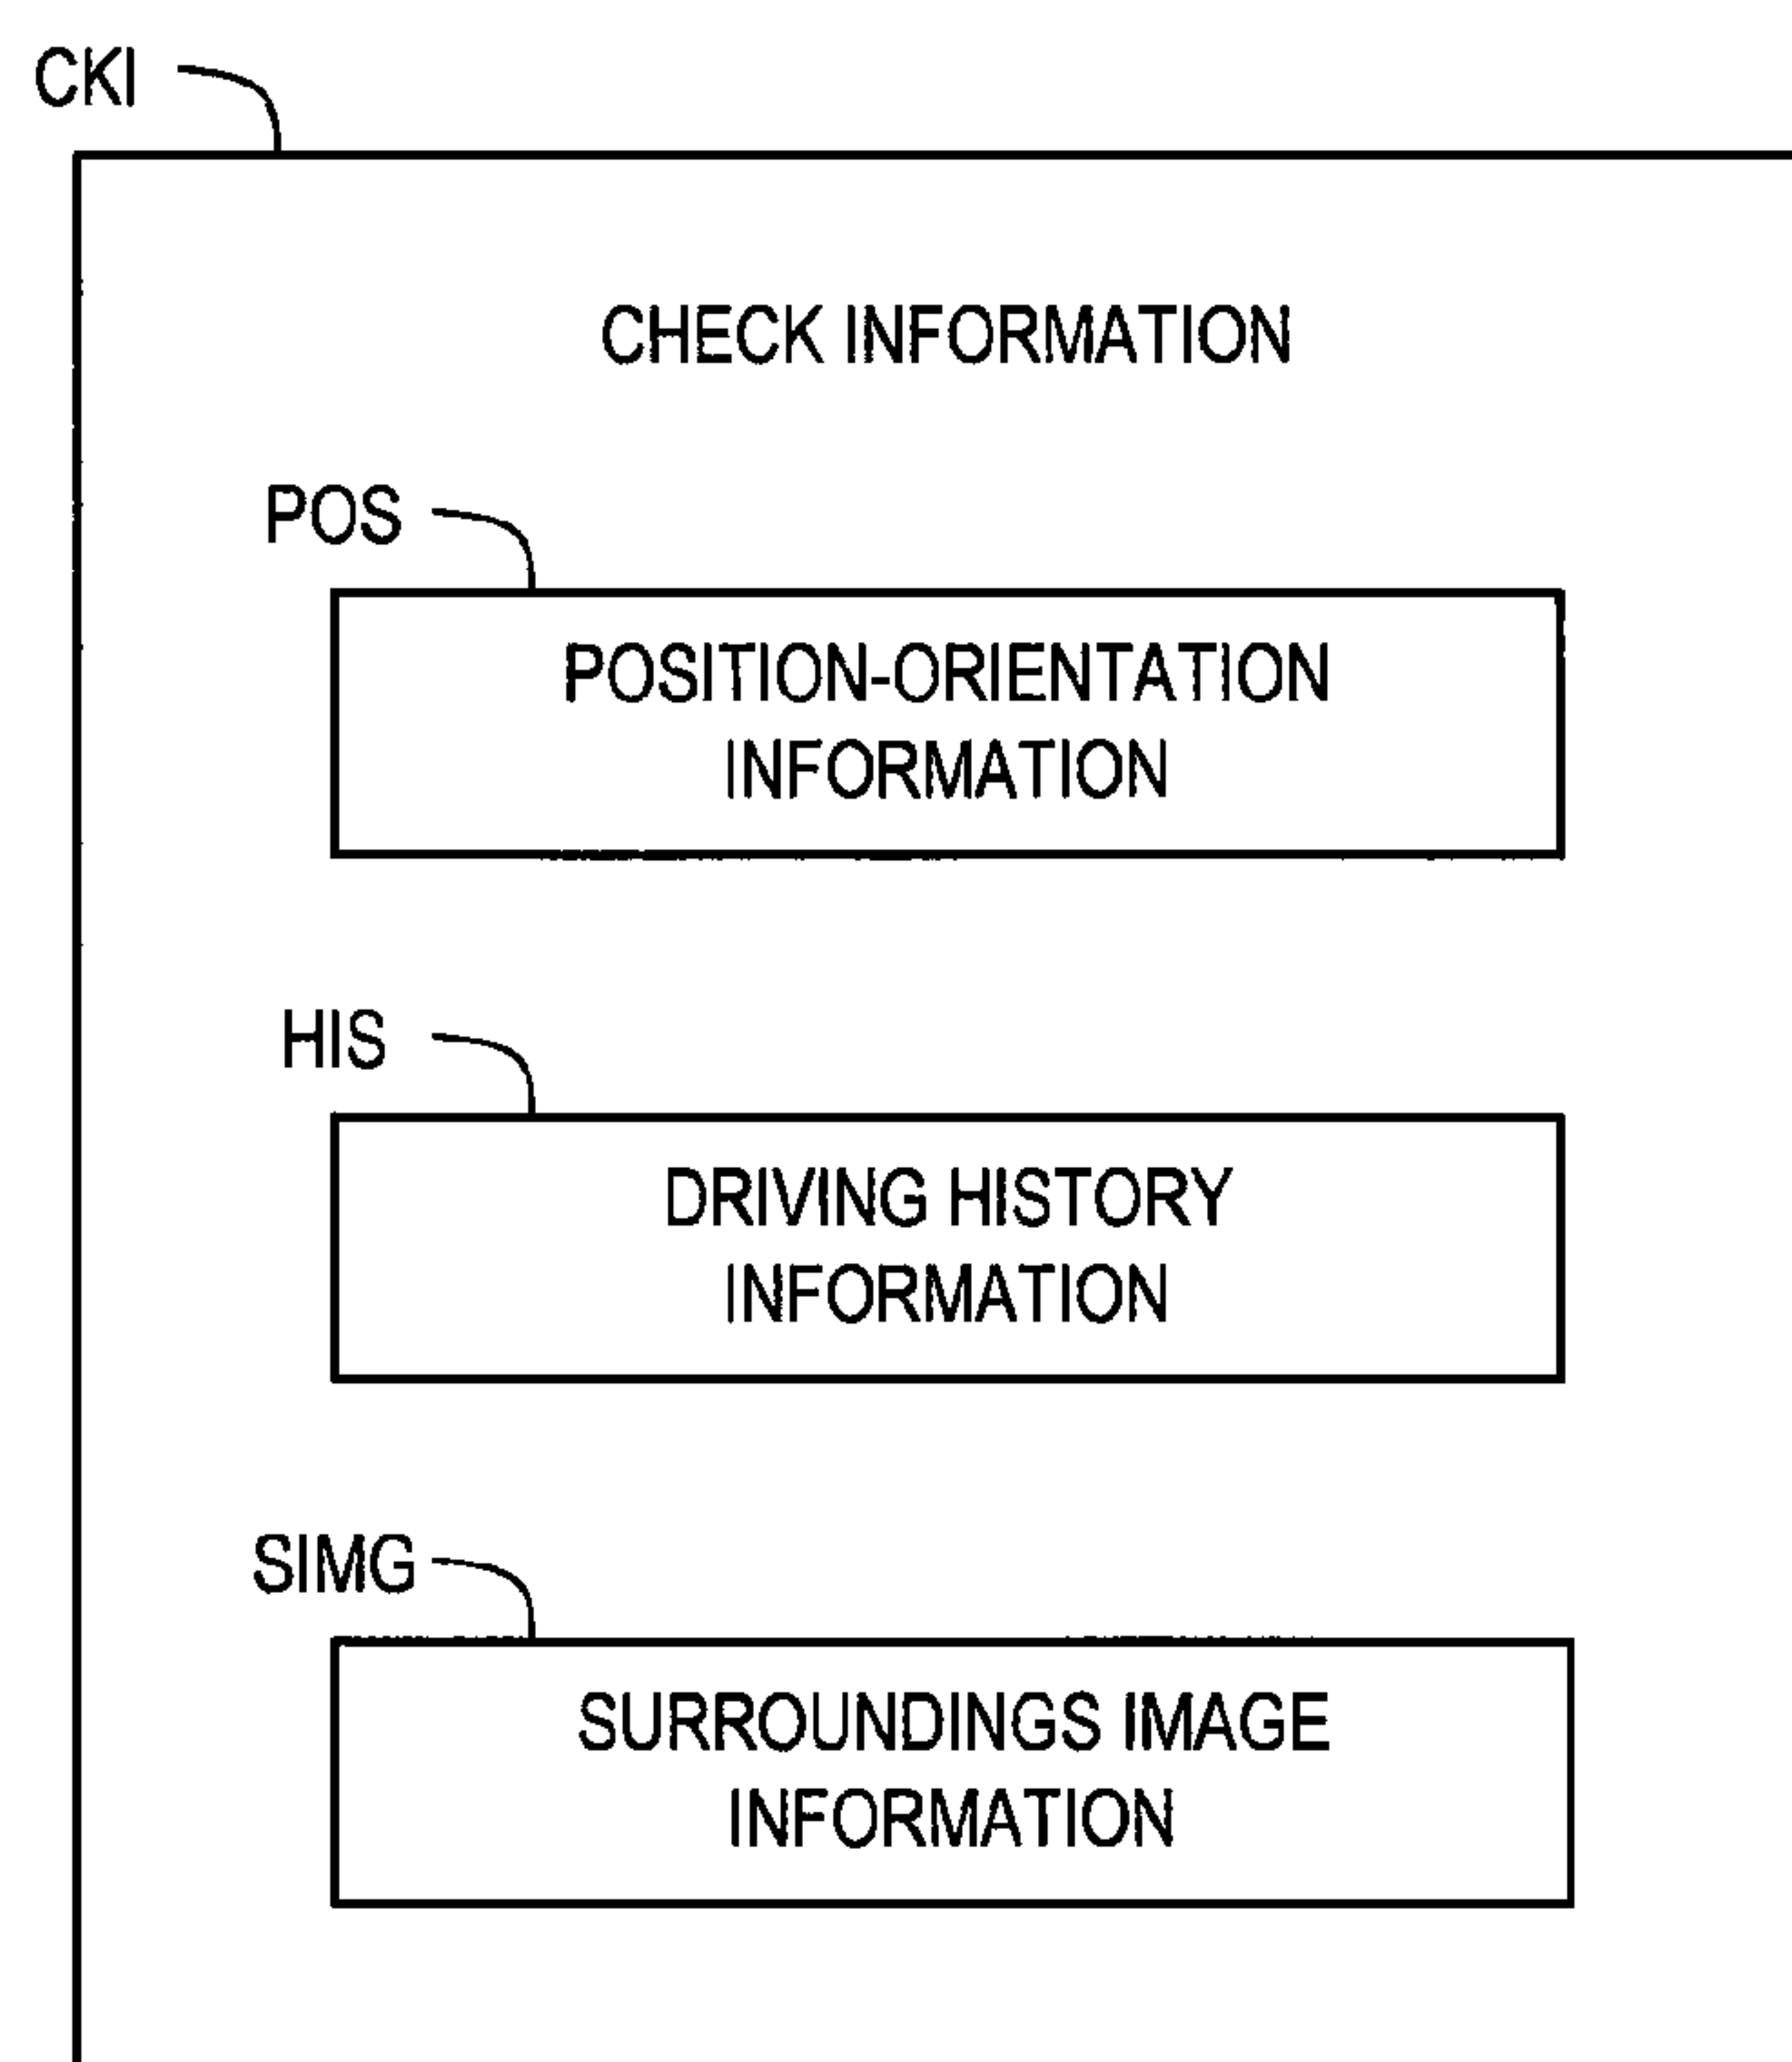 CKI
CHECK INFORMATION
POS
POSITION-ORIENTATION
INFORMATION
HIS
DRIVING HISTORY
INFORMATION
SIMG
SURROUNDINGS IMAGE
INFORMATION